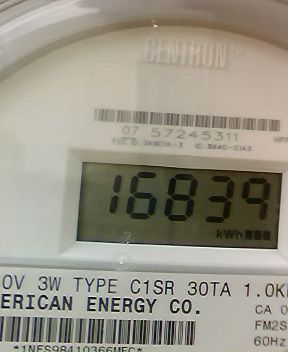 CENTRON
07 57245311
16839
kWh
0V 3W TYPE C1SR 30TA 1.0K
ERICAN ENERGY CO.
CA 0
FM2S
60Hz
*1NES98410366MEC*